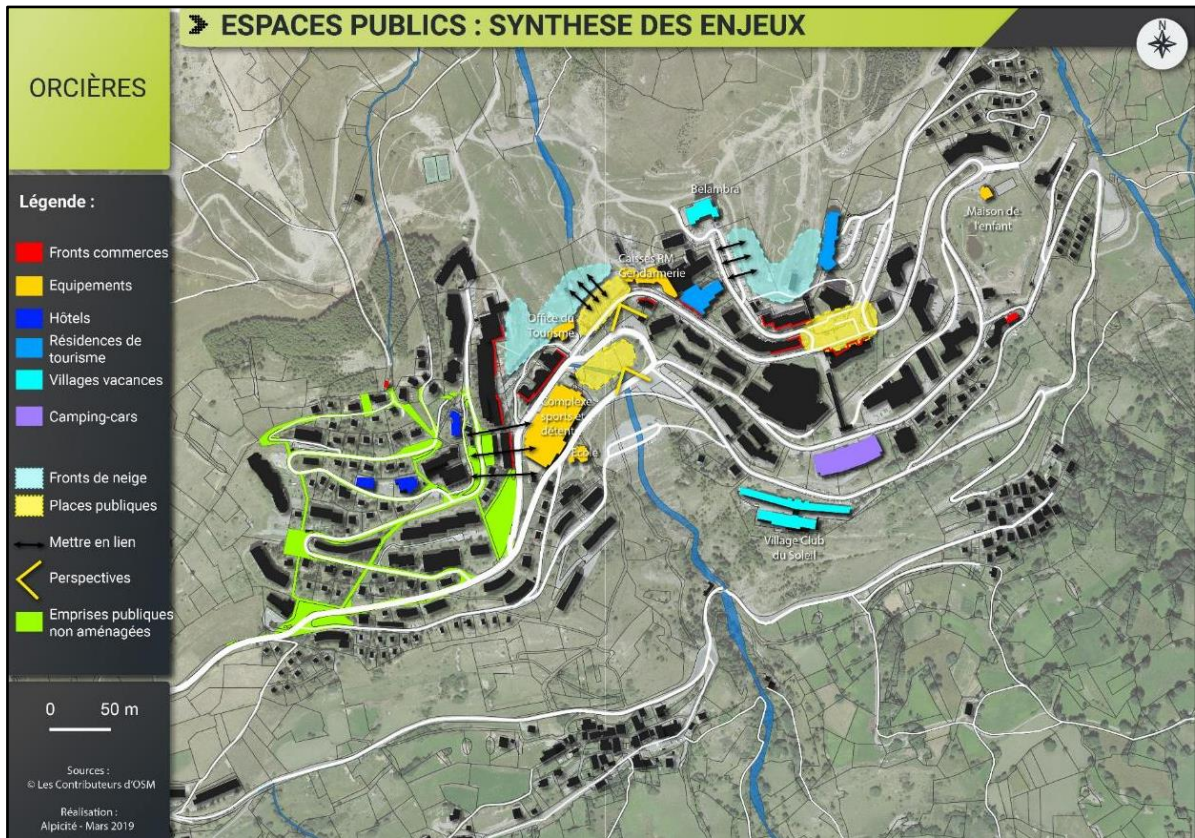 ESPACES PUBLICS : SYNTHESE DES ENJEUX
N
ORCIÈRES
Légende :
Fronts commerces
Equipements
Hôtels
Résidences de
tourisme
Villages vacances
Camping-cars
Fronts de neige
Places publiques
Mettre en lien
Perspectives
Emprises publiques
non aménagées
0 50 m
Sources :
© Les Contributeurs d'OSM
Réalisation :
Alpicité - Mars 2019
Belambra
Maison de
l'enfant
Caisses RM
Gendarmerie
Office du
Tourisme
Complexe
sports et
détent
Ecole
Village Club
du Soleil